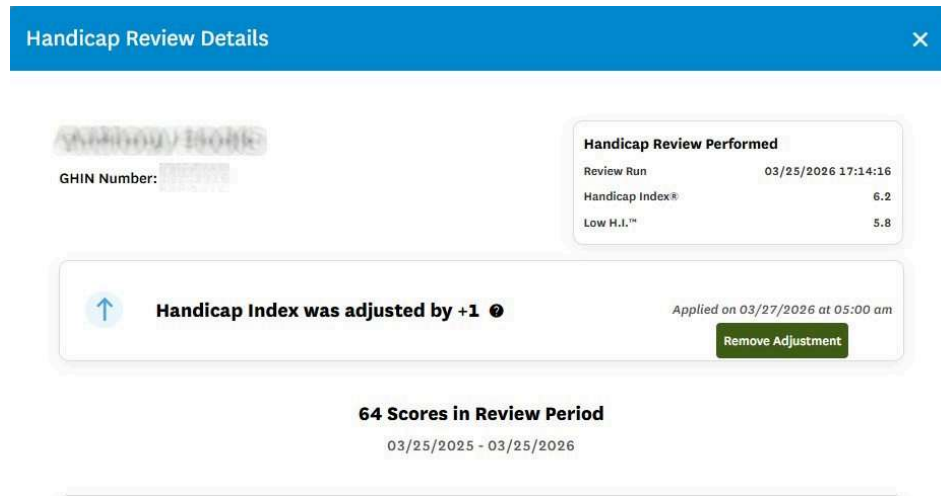 Handicap Review Details
GHIN Number:
Handicap Review Performed
Review Run 03/25/2026 17:14:16
Handicap Index® 6.2
Low H.I.™ 5.8
Handicap Index was adjusted by +1
Applied on 03/27/2026 at 05:00 am
Remove Adjustment
64 Scores in Review Period
03/25/2025 - 03/25/2026